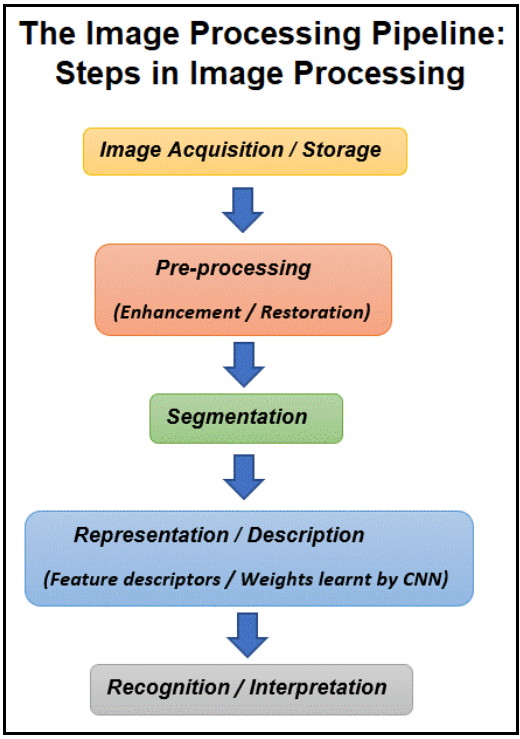 The Image Processing Pipeline:
Steps in Image Processing
Image Acquisition / Storage
Pre-processing
(Enhancement / Restoration)
Segmentation
Representation / Description
(Feature descriptors / Weights learnt by CNN)
Recognition / Interpretation